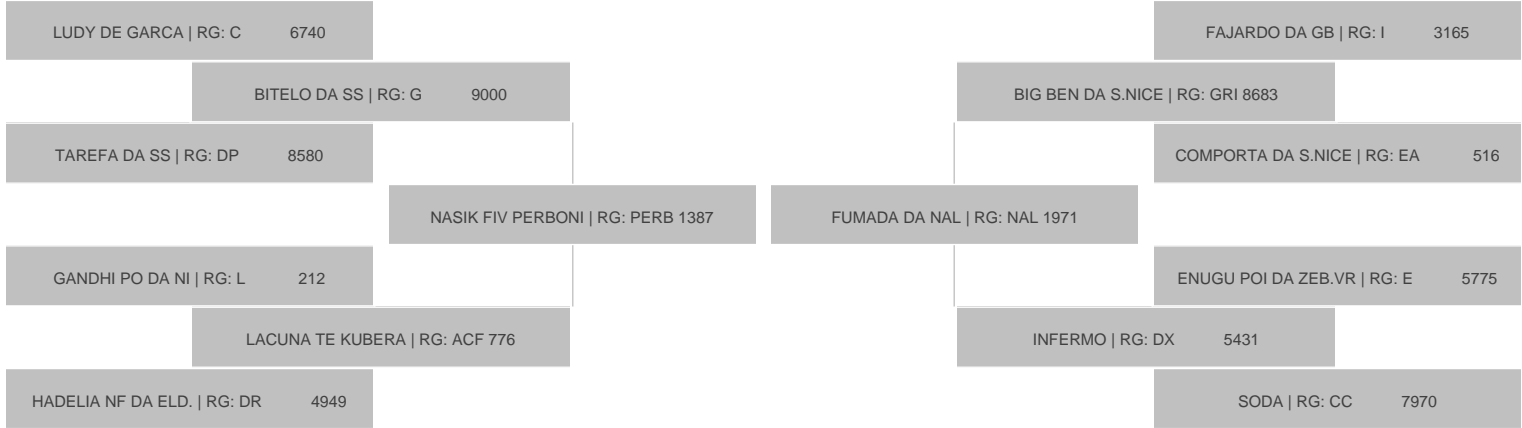 LUDY DE GARCA | RG: C 6740
FAJARDO DA GB | RG: I 3165
BITELO DA SS | RG: G 9000
BIG BEN DA S.NICE | RG: GRI 8683
TAREFA DA SS | RG: DP 8580
COMPORTA DA S.NICE | RG: EA 516
NASIK FIV PERBONI | RG: PERB 1387
FUMADA DA NAL | RG: NAL 1971
GANDHI PO DA NI | RG: L 212
ENUGU POI DA ZEB.VR | RG: E 5775
LACUNA TE KUBERA | RG: ACF 776
INFERMO | RG: DX 5431
HADELIA NF DA ELD. | RG: DR 4949
SODA | RG: CC 7970